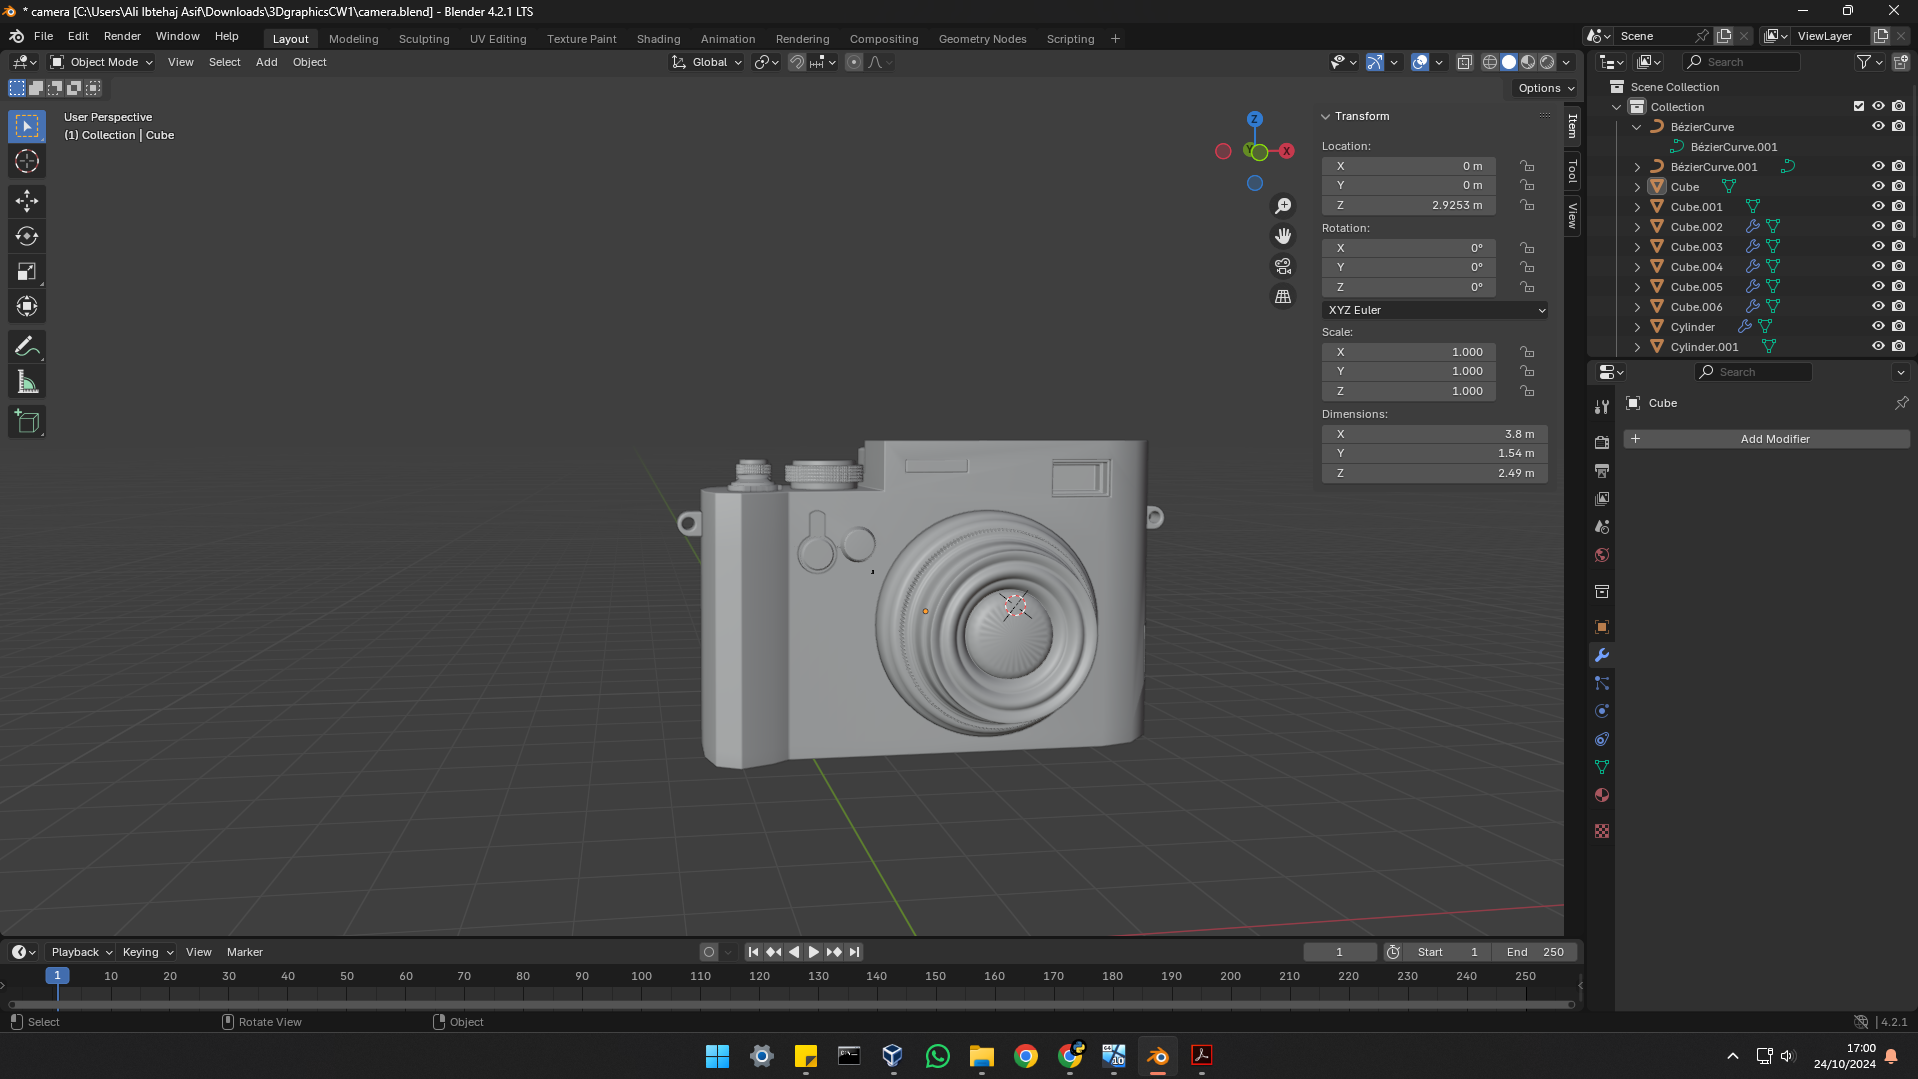 * camera [C:\Users\Ali Ibtehaj Asif\Downloads\3DgraphicsCW1\camera.blend] - Blender 4.2.1 LTS
File Edit Render Window Help Layout Modeling Sculpting UV Editing Texture Paint Shading Animation Rendering Compositing Geometry Nodes Scripting + Scene ViewLayer
Object Mode View Select Add Object Global Search
Options
User Perspective
(1) Collection | Cube
Z
Y
X
Transform
Location:
X 0 m
Y 0 m
Z 2.9253 m
Rotation:
X 0°
Y 0°
Z 0°
XYZ Euler
Scale:
X 1.000
Y 1.000
Z 1.000
Dimensions:
X 3.8 m
Y 1.54 m
Z 2.49 m
Item
Tool
View
Scene Collection
Collection
BézierCurve
BézierCurve.001
BézierCurve.001
Cube
Cube.001
Cube.002
Cube.003
Cube.004
Cube.005
Cube.006
Cylinder
Cylinder.001
Search
Cube
+ Add Modifier
Playback Keying View Marker 1 Start 1 End 250
1 10 20 30 40 50 60 70 80 90 100 110 120 130 140 150 160 170 180 190 200 210 220 230 240 250
Select Rotate View Object 4.2.1
17:00
24/10/2024